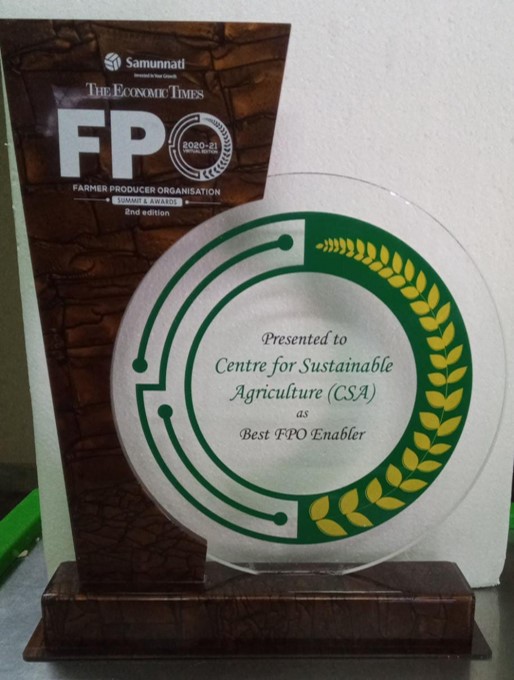 Samunnati
Invested In Your Growth
THE ECONOMIC TIMES
FPO
2020-21
VIRTUAL EDITION
FARMER PRODUCER ORGANISATION
SUMMIT & AWARDS
2nd edition
Presented to
Centre for Sustainable
Agriculture (CSA)
as
Best FPO Enabler